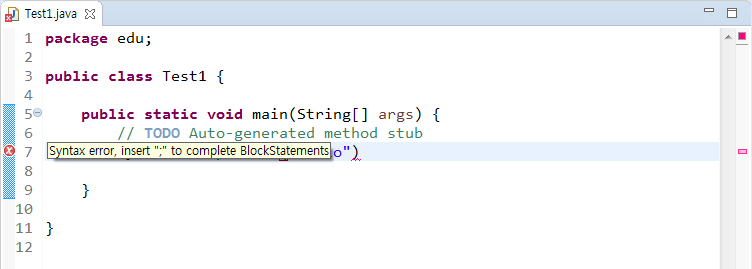 Test1.java
1 package edu;
2
3 public class Test1 {
4
5 public static void main(String[] args) {
6 // TODO Auto-generated method stub
7 Syntax error, insert ";" to complete BlockStatements o")
8
9 }
10
11 }
12